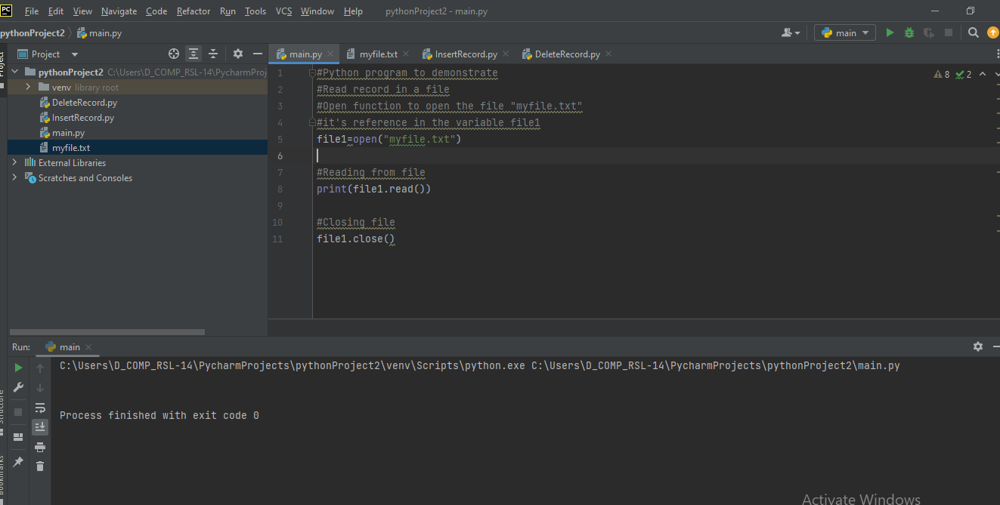 PC File Edit View Navigate Code Refactor Run Tools VCS Window Help pythonProject2 - main.py
pythonProject2 main.py main
Project
Project main.py myfile.txt InsertRecord.py DeleteRecord.py
pythonProject2 C:\Users\D_COMP_RSL-14\PycharmProj
venv library root
DeleteRecord.py
InsertRecord.py
main.py
myfile.txt
External Libraries
Scratches and Consoles
1 #Python program to demonstrate 8 2
2 #Read record in a file
3 #Open function to open the file "myfile.txt"
4 #it's reference in the variable file1
5 file1=open("myfile.txt")
6
7 #Reading from file
8 print(file1.read())
9
10 #Closing file
11 file1.close()
Run: main
C:\Users\D_COMP_RSL-14\PycharmProjects\pythonProject2\venv\Scripts\python.exe C:\Users\D_COMP_RSL-14\PycharmProjects\pythonProject2\main.py
Process finished with exit code 0
Structure
Bookmarks
Activate Windows